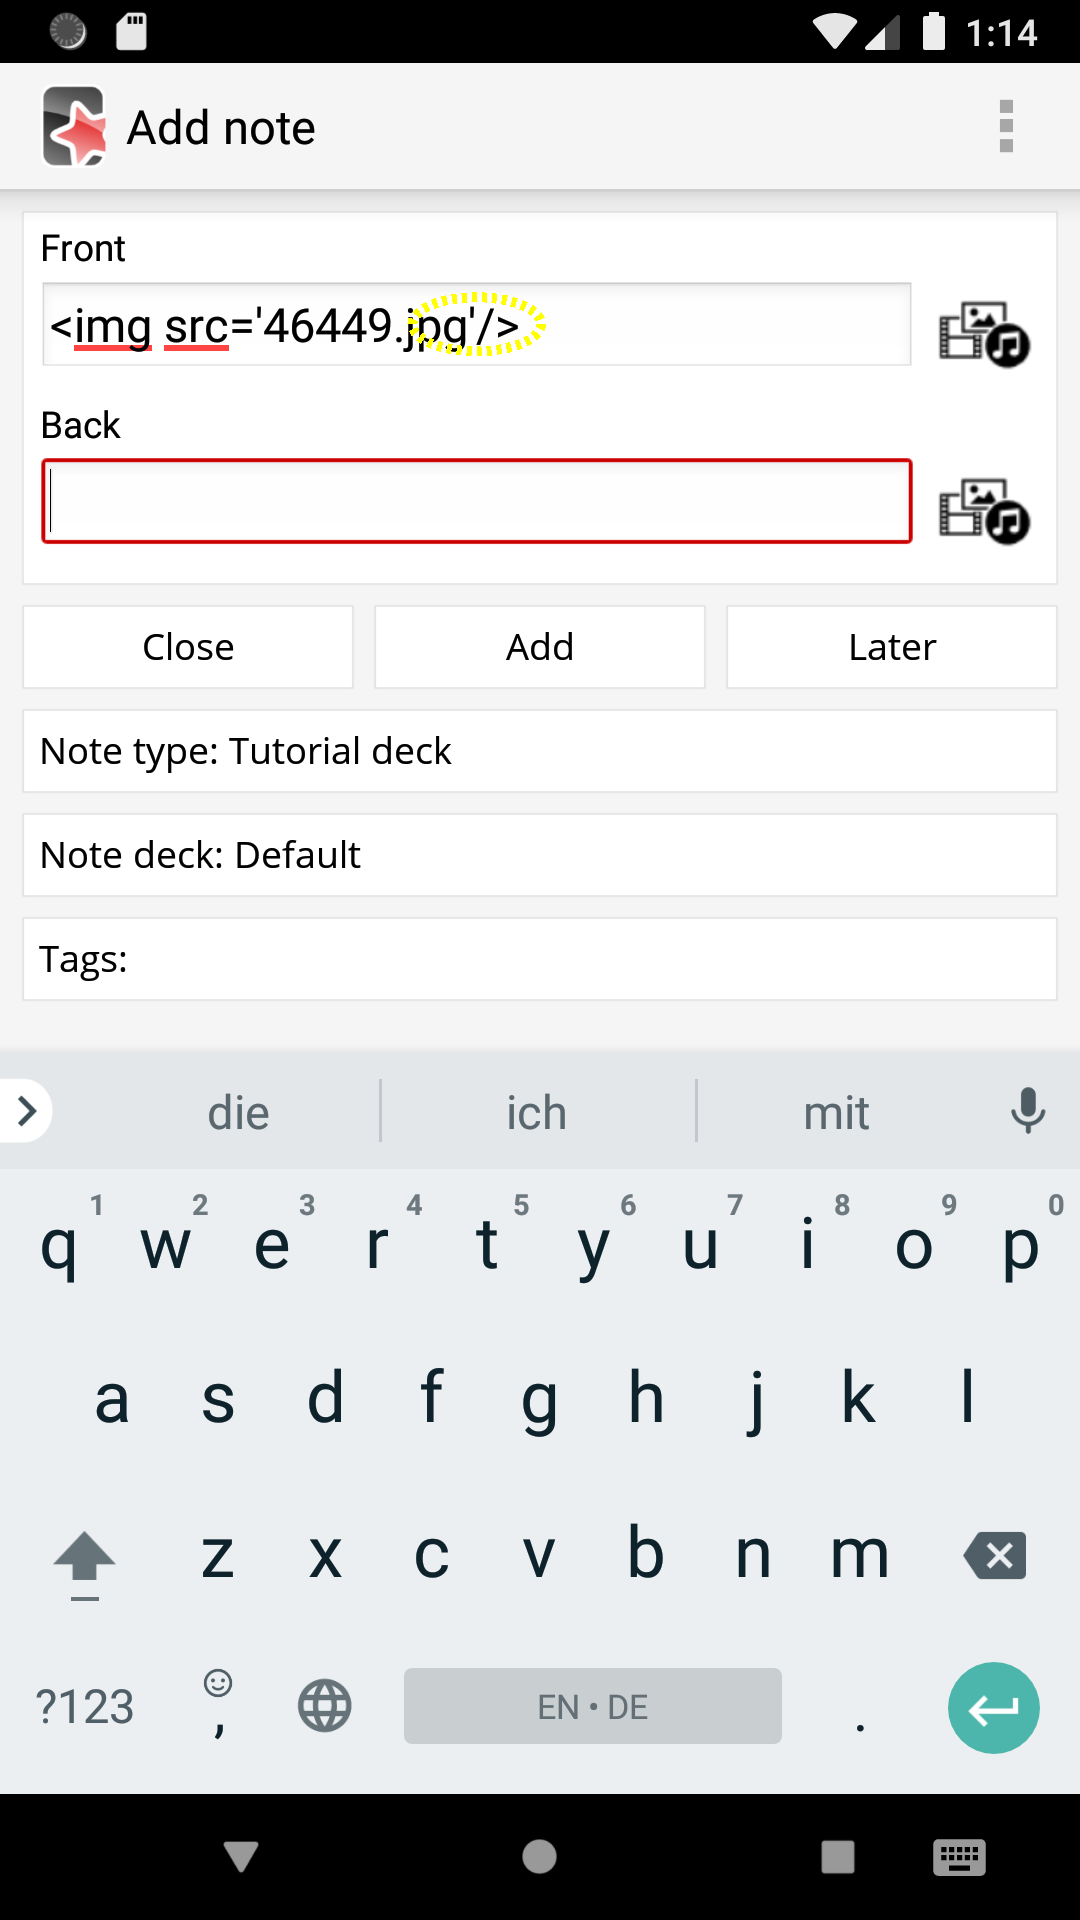 1:14
Add note
Front
<img src='46449.jpg'/>
Back
Close Add Later
Note type: Tutorial deck
Note deck: Default
Tags:
die ich mit
1 2 3 4 5 6 7 8 9 0
q w e r t y u i o p
a s d f g h j k l
z x c v b n m
?123 , EN • DE .